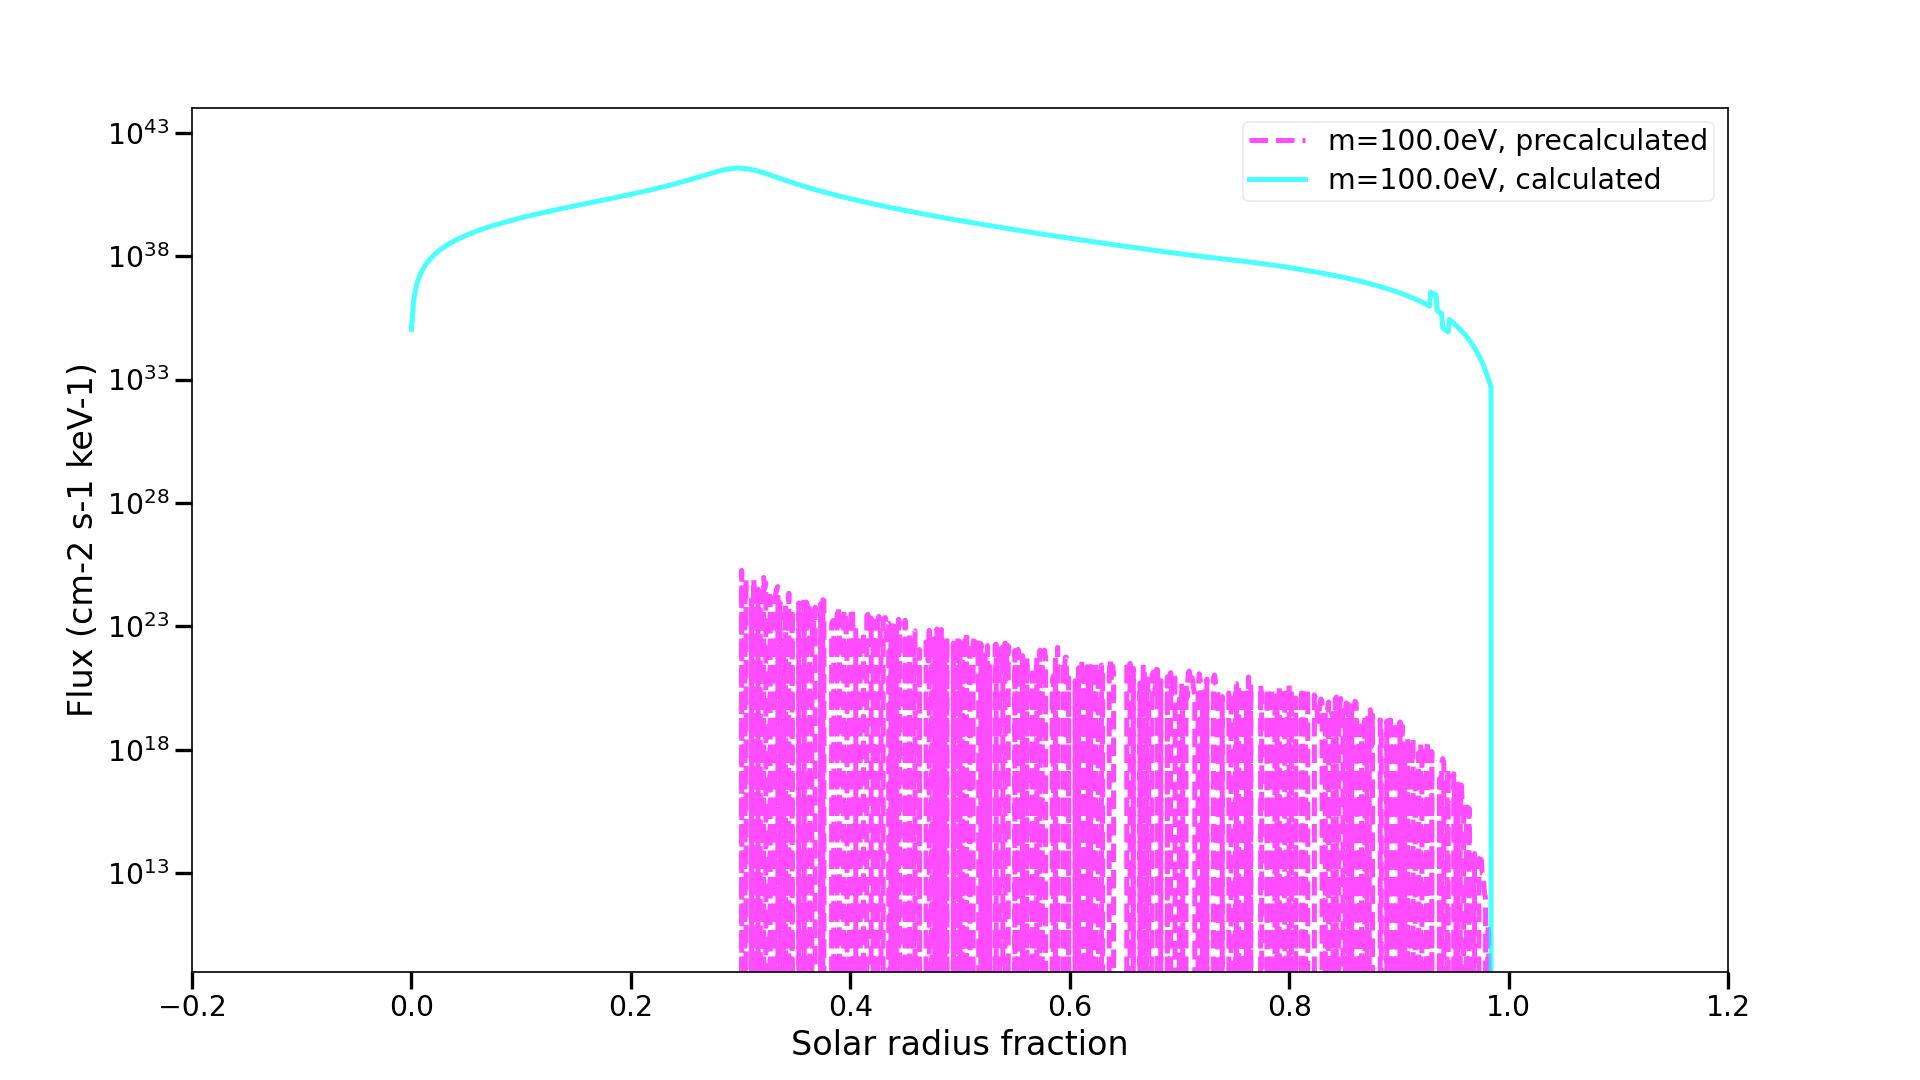 m=100.0eV, precalculated
m=100.0eV, calculated
Flux (cm-2 s-1 keV-1)
10^43
10^38
10^33
10^28
10^23
10^18
10^13
−0.2 0.0 0.2 0.4 0.6 0.8 1.0 1.2
Solar radius fraction